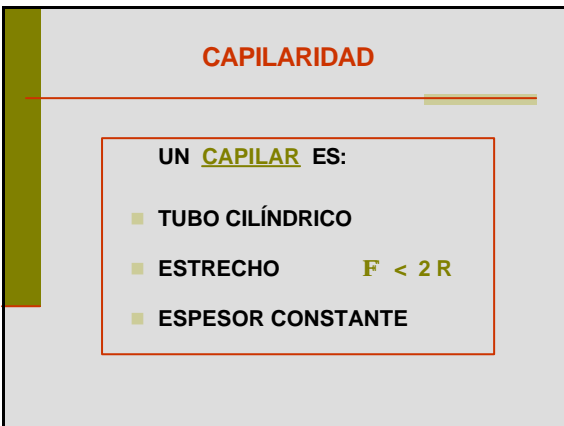 CAPILARIDAD
UN CAPILAR ES:
TUBO CILÍNDRICO
ESTRECHO F < 2 R
ESPESOR CONSTANTE